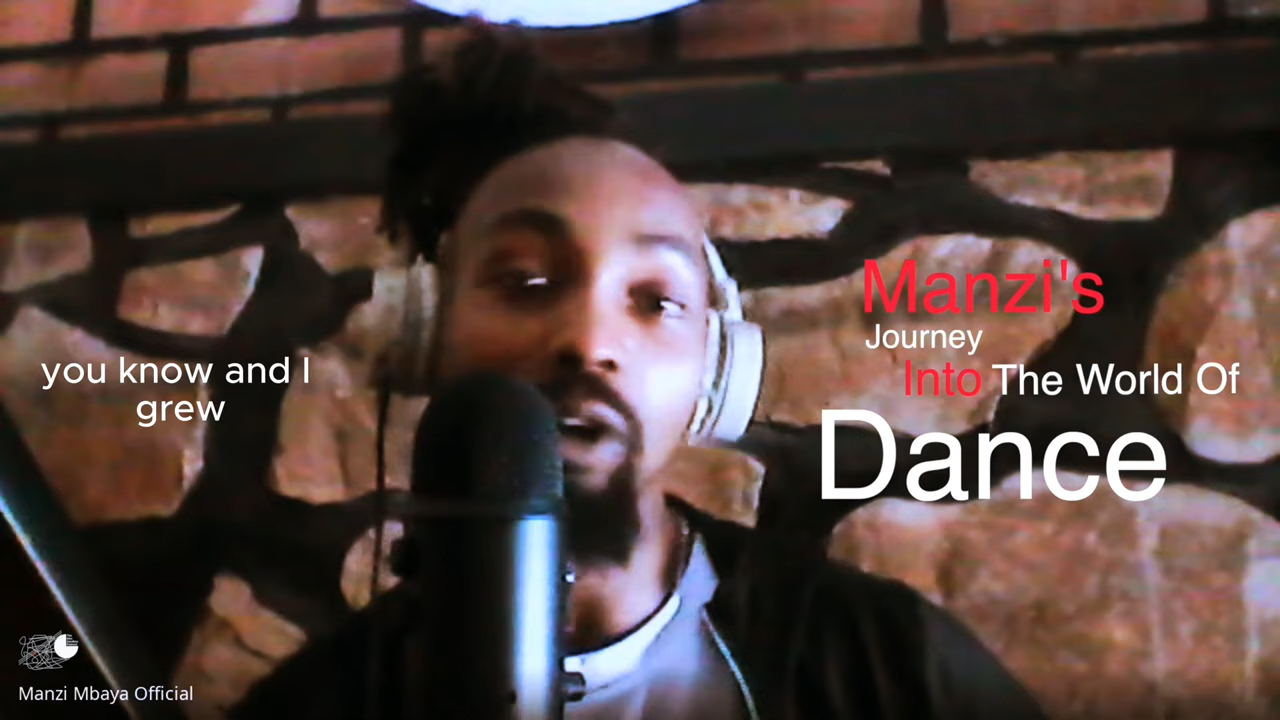 you know and I
grew
Manzi's
Journey
Into The World Of
Dance
Manzi Mbaya Official